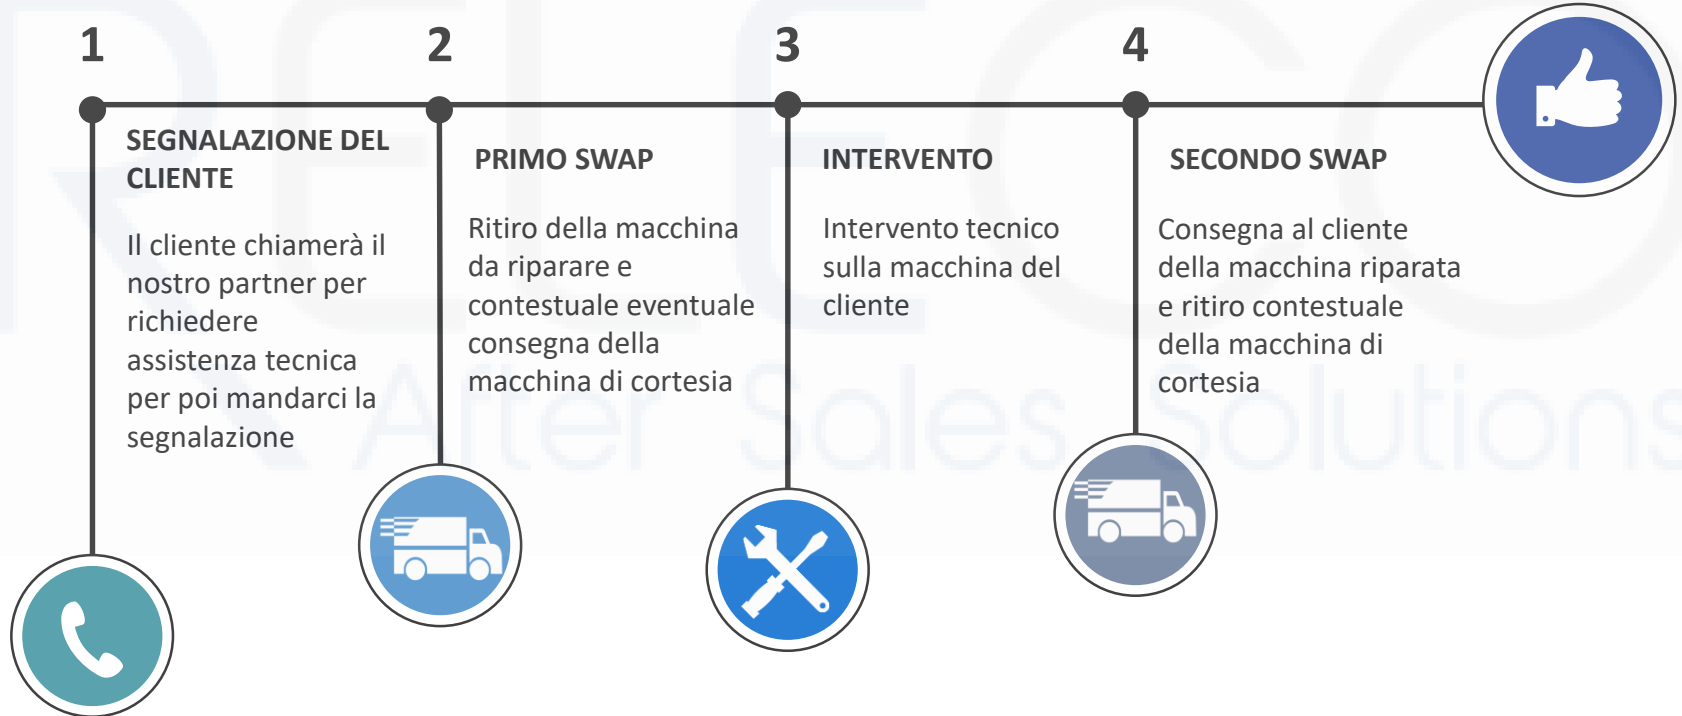 1
SEGNALAZIONE DEL
CLIENTE
Il cliente chiamerà il
nostro partner per
richiedere
assistenza tecnica
per poi mandarci la
segnalazione
2
PRIMO SWAP
Ritiro della macchina
da riparare e
contestuale eventuale
consegna della
macchina di cortesia
3
INTERVENTO
Intervento tecnico
sulla macchina del
cliente
4
SECONDO SWAP
Consegna al cliente
della macchina riparata
e ritiro contestuale
della macchina di
cortesia
RELECO
After Sales Solutions